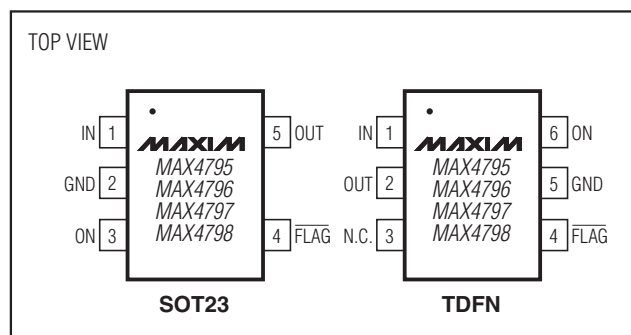 TOP VIEW
IN 1
GND 2
ON 3
MAXIM
MAX4795
MAX4796
MAX4797
MAX4798
5 OUT
4 FLAG
SOT23
IN 1
OUT 2
N.C. 3
MAXIM
MAX4795
MAX4796
MAX4797
MAX4798
6 ON
5 GND
4 FLAG
TDFN